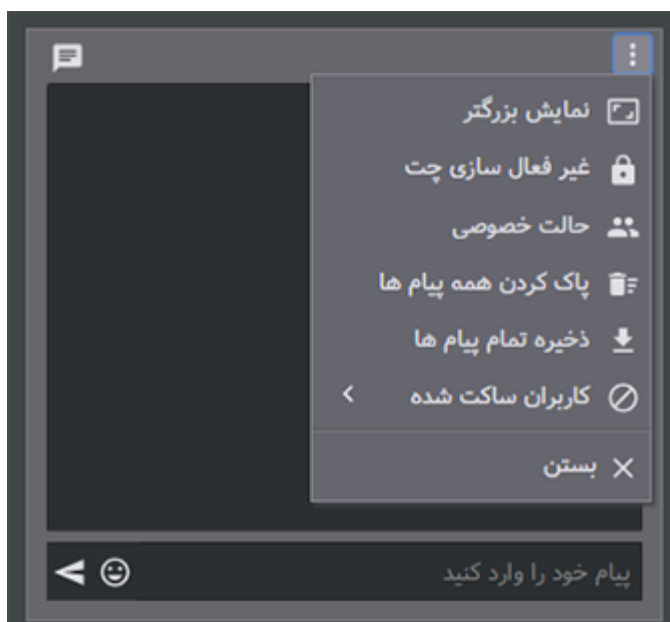 نمایش بزرگتر
غیر فعال سازی چت
حالت خصوصی
پاک کردن همه پیام ها
ذخیره تمام پیام ها
کاربران ساکت شده
بستن
پیام خود را وارد کنید